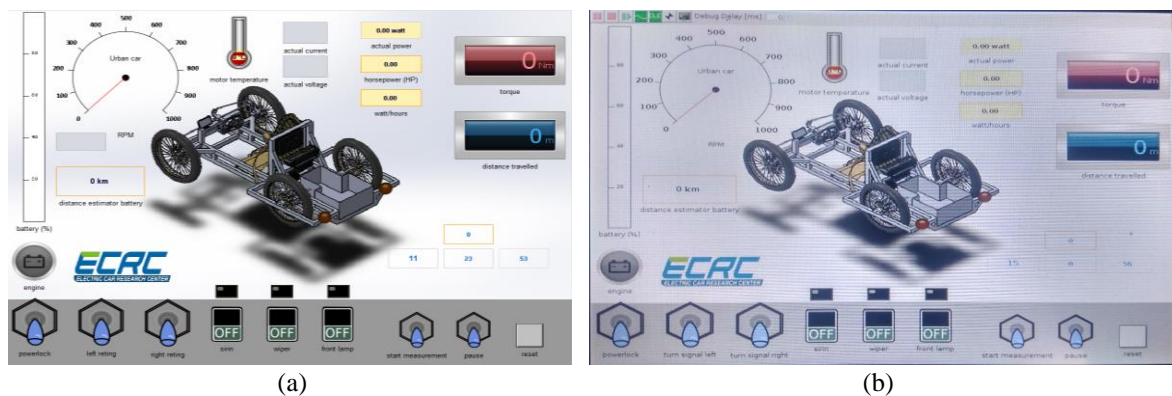 500
400 600
300 700
200 Urban car 800
100 900
0 1000
RPM
80
40
20
battery (%)
motor temperature
actual current
actual voltage
0.00 watt
actual power
0.00
horsepower (HP)
0.00
watt/hours
0 Nm
torque
0 m
distance travelled
0 km
distance estimator battery
0
11 23 53
engine
ECRC
ELECTRIC CAR RESEARCH CENTER
OFF OFF OFF
powerlock left reting right reting sirin wiper front lamp start measurement pause reset
(a)
Debug Delay [ms]
500
400 600
300 700
200 Urban car 800
100 900
0 1000
RPM
20
battery (%)
motor temperature
actual current
actual voltage
0.00 watt
actual power
0.00
horsepower (HP)
0.00
watt/hours
0 Nm
torque
0 m
distance travelled
0 km
distance estimator battery
0
15 0 56
engine
ECRC
ELECTRIC CAR RESEARCH CENTER
OFF OFF OFF
powerlock turn signal left turn signal right sirin wiper front lamp start measurement pause reset
(b)